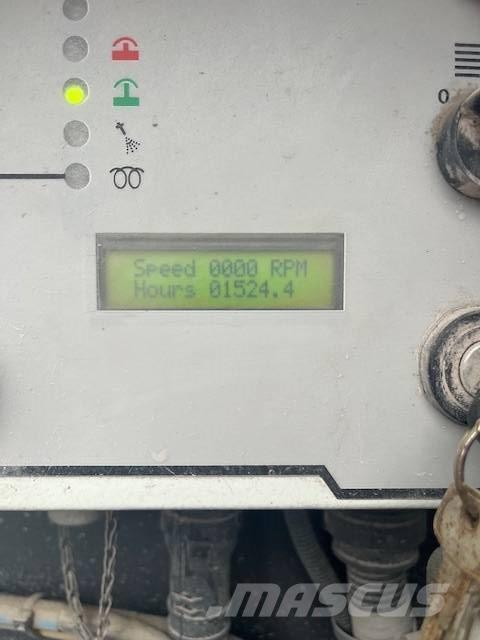 0
Speed 0000 RPM
Hours 01524.4
MASCUS